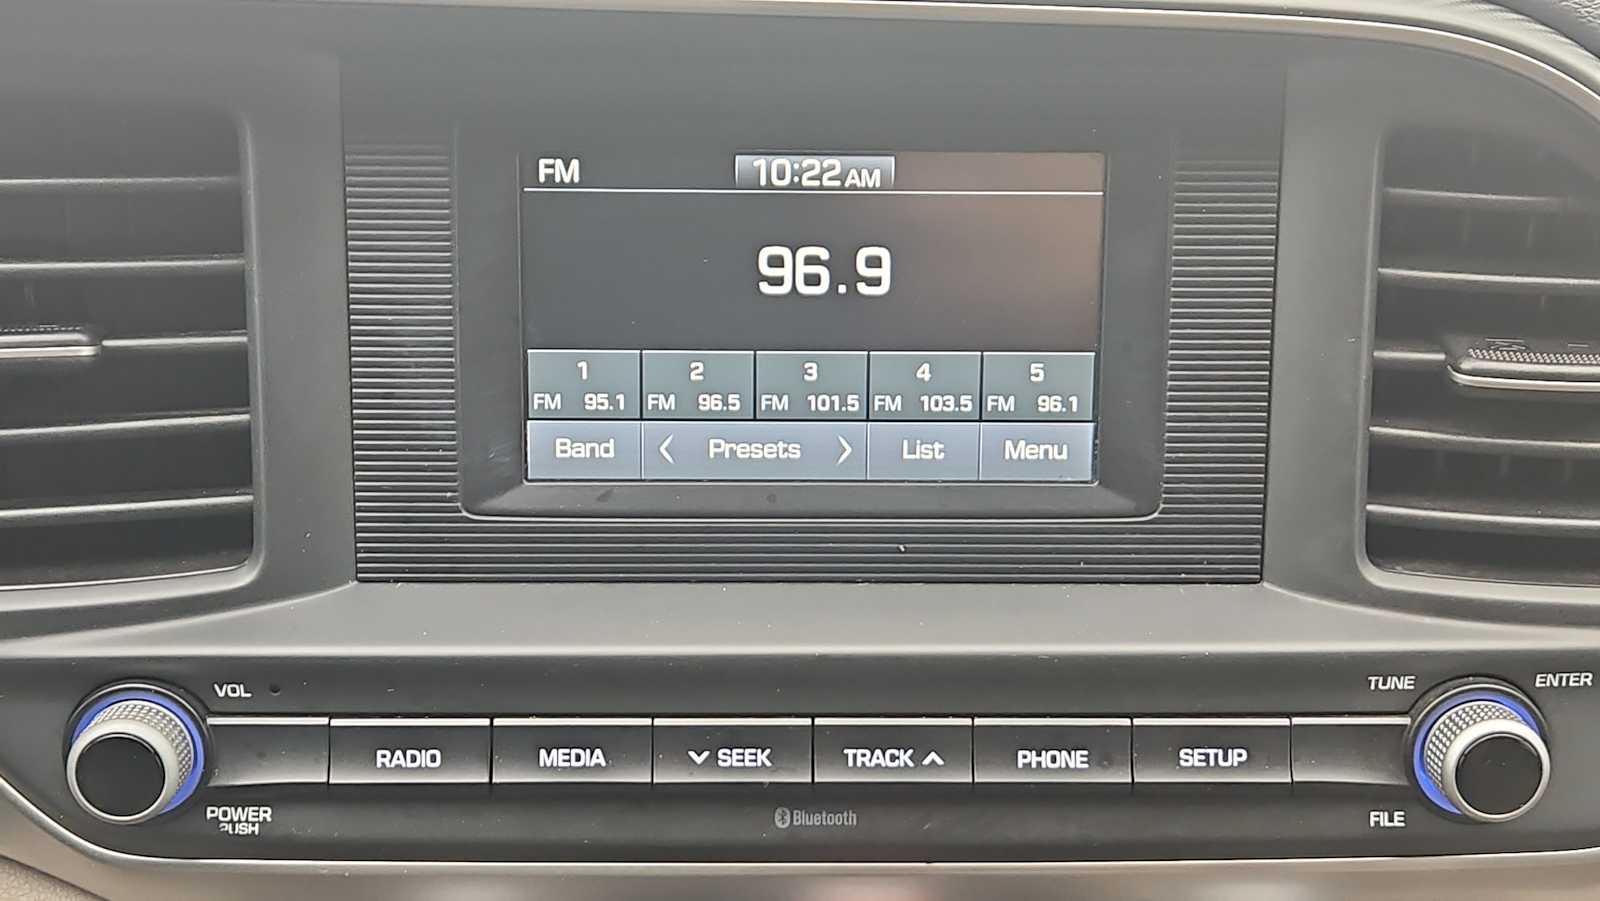 FM 10:22 AM
96.9
1 2 3 4 5
FM 95.1 FM 96.5 FM 101.5 FM 103.5 FM 96.1
Band < Presets > List Menu
VOL TUNE ENTER
RADIO MEDIA SEEK TRACK PHONE SETUP
POWER Bluetooth FILE
PUSH